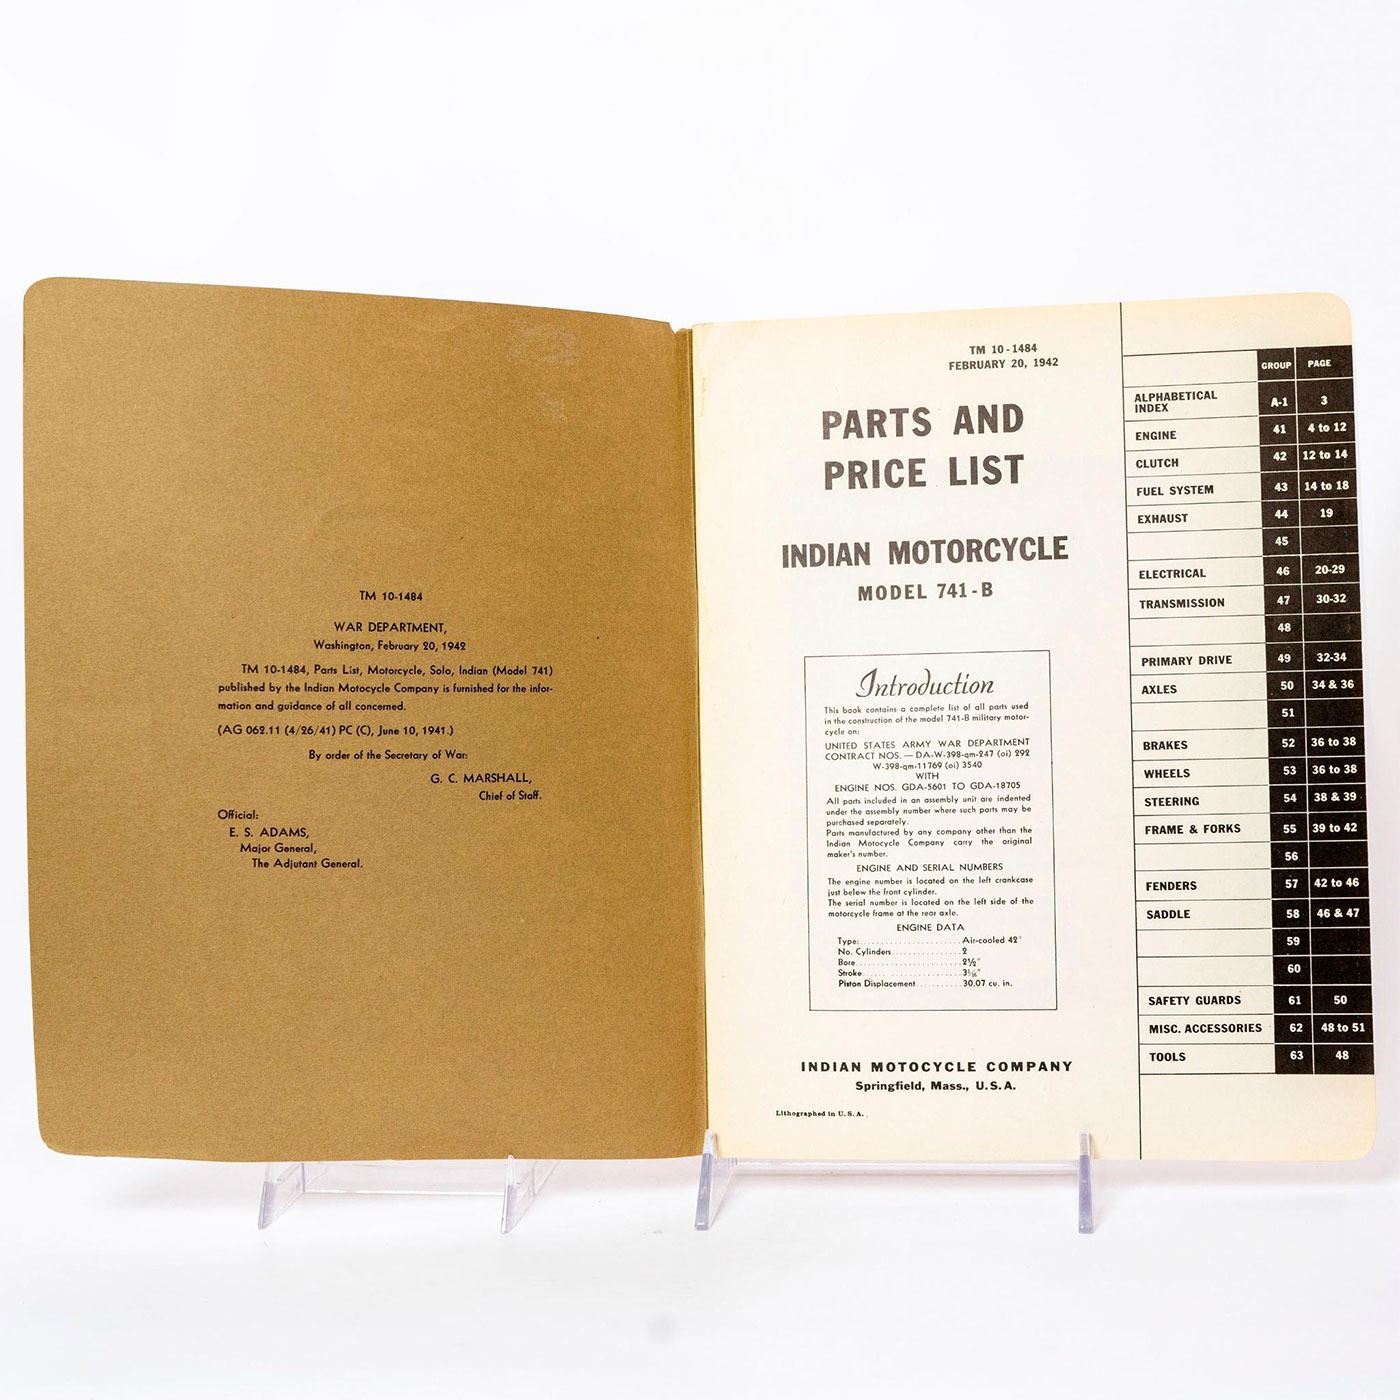 TM 10-1484
WAR DEPARTMENT,
Washington, February 20, 1942
TM 10-1484, Parts List, Motorcycle, Solo, Indian (Model 741)
published by the Indian Motocycle Company is furnished for the infor-
mation and guidance of all concerned.
(AG 062.11 (4/26/41) PC (C), June 10, 1941.)
By order of the Secretary of War:
G. C. MARSHALL,
Chief of Staff.
Official:
E. S. ADAMS,
Major General,
The Adjutant General.
TM 10-1484
FEBRUARY 20, 1942
PARTS AND
PRICE LIST
INDIAN MOTORCYCLE
MODEL 741-B
Introduction
This book contains a complete list of all parts used
in the construction of the model 741-B military motor-
cycle on:
UNITED STATES ARMY WAR DEPARTMENT
CONTRACT NOS. — DA-W-398-qm-247 (oi) 292
W-398-qm-11769 (oi) 3540
WITH
ENGINE NOS. GDA-5601 TO GDA-18705
All parts included in an assembly unit are indented
under the assembly number where such parts may be
purchased separately.
Parts manufactured by any company other than the
Indian Motocycle Company carry the original
maker's number.
ENGINE AND SERIAL NUMBERS
The engine number is located on the left crankcase
just below the front cylinder.
The serial number is located on the left side of the
motorcycle frame at the rear axle.
ENGINE DATA
Type:......................Air-cooled 42°
No. Cylinders...............2
Bore.......................2½"
Stroke.....................3 1/16"
Piston Displacement..........30.07 cu. in.
INDIAN MOTOCYCLE COMPANY
Springfield, Mass., U.S.A.
Lithographed in U.S.A.
GROUP PAGE
ALPHABETICAL
INDEX A-1 3
ENGINE 41 4 to 12
CLUTCH 42 12 to 14
FUEL SYSTEM 43 14 to 18
EXHAUST 44 19
45
ELECTRICAL 46 20-29
TRANSMISSION 47 30-32
48
PRIMARY DRIVE 49 32-34
AXLES 50 34 & 36
51
BRAKES 52 36 to 38
WHEELS 53 36 to 38
STEERING 54 38 & 39
FRAME & FORKS 55 39 to 42
56
FENDERS 57 42 to 46
SADDLE 58 46 & 47
59
60
SAFETY GUARDS 61 50
MISC. ACCESSORIES 62 48 to 51
TOOLS 63 48